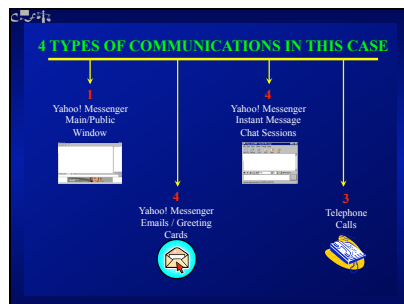 4 TYPES OF COMMUNICATIONS IN THIS CASE
1
Yahoo! Messenger
Main/Public
Window
4
Yahoo! Messenger
Instant Message
Chat Sessions
4
Yahoo! Messenger
Emails / Greeting
Cards
3
Telephone
Calls